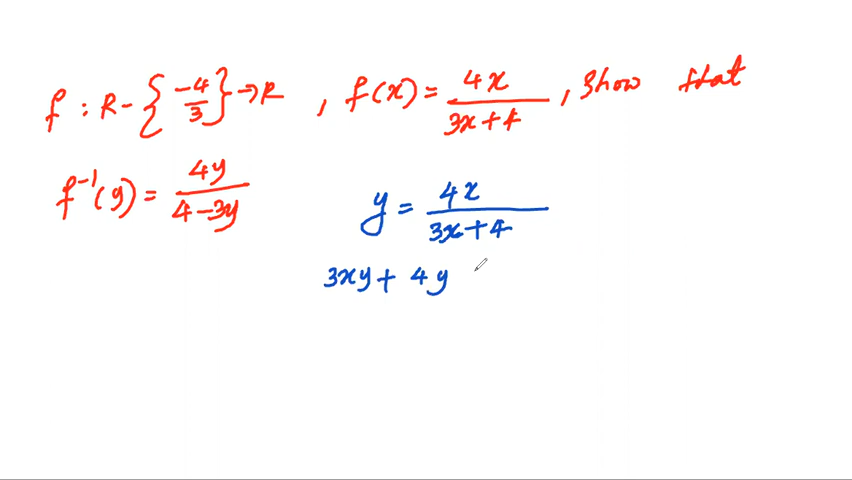 f : R - { -4/3 } → R , f(x) = 4x / 3x + 4 , show that
f⁻¹(y) = 4y / 4 - 3y
y = 4x / 3x + 4
3xy + 4y